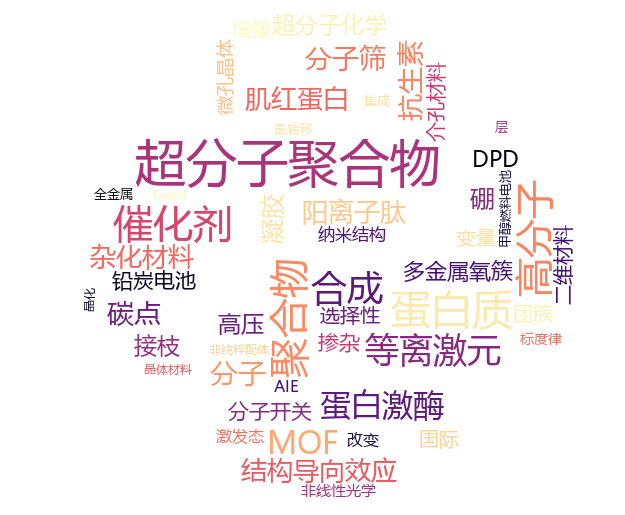 增强
超分子化学
微孔晶体
分子筛
抗生素
介孔材料
肌红蛋白
集成
氢转移
层
超分子聚合物
DPD
全金属
Ewald
硼
甲醇燃料电池
高分子
催化剂
凝胶
阳离子肽
纳米结构
变量
二维材料
杂化材料
铅炭电池
聚合物
合成
多金属氧簇
晶化
碳点
高压
选择性
蛋白质
团簇
接枝
非纯粹配体
掺杂
等离激元
标度律
晶体材料
分子
AIE
分子开关
蛋白激酶
激发态
MOF
改变
国际
结构导向效应
非线性光学